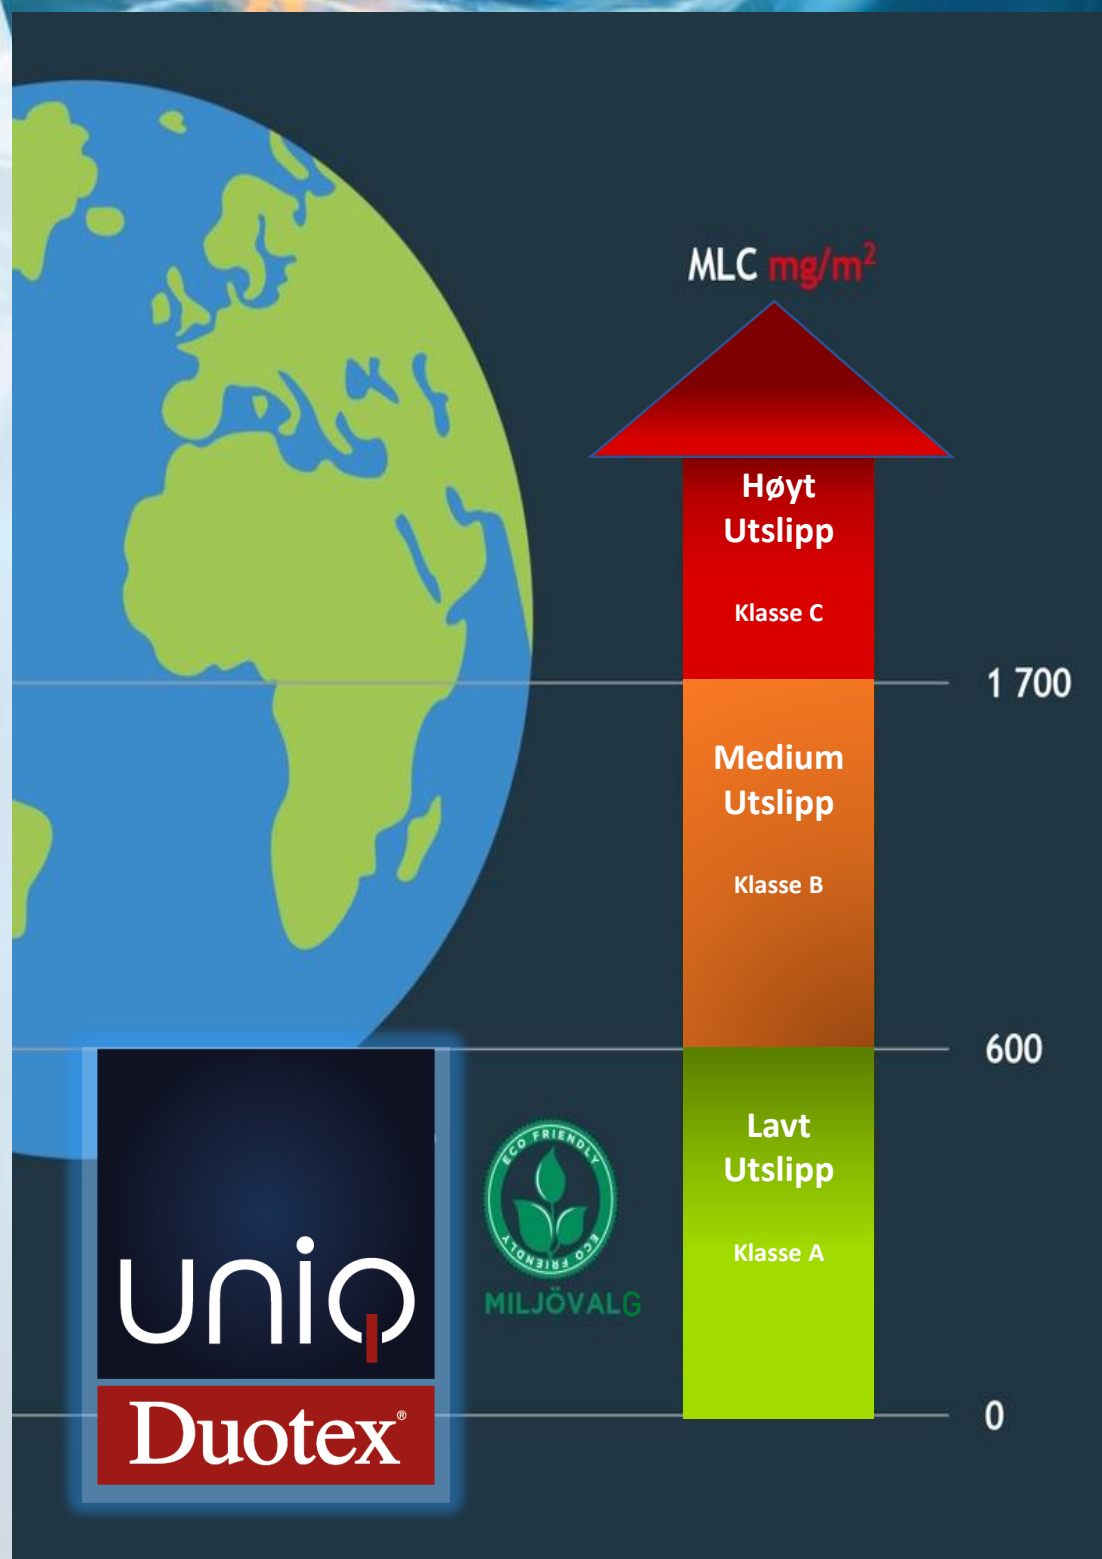 MLC mg/m²
Høyt
Utslipp
Klasse C
1 700
Medium
Utslipp
Klasse B
600
Lavt
Utslipp
Klasse A
0
ECO FRIENDLY
ECO FRIENDLY
MILJÖVALG
uniq
Duotex®